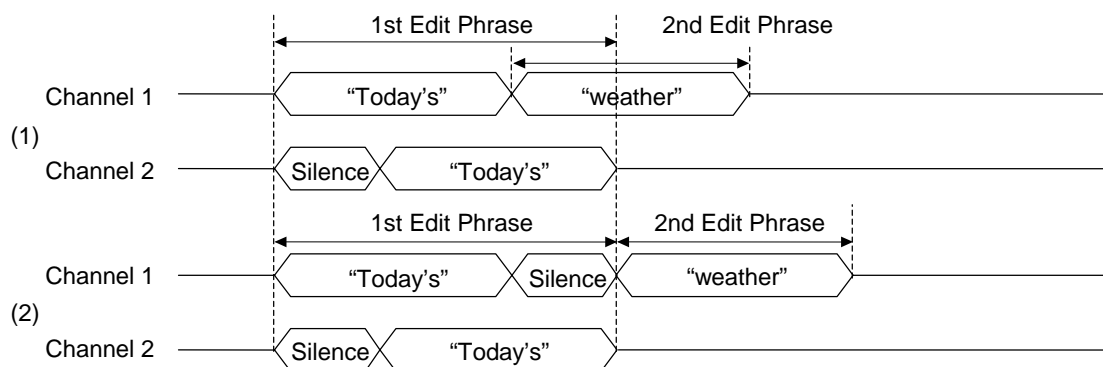 1st Edit Phrase
2nd Edit Phrase
Channel 1
“Today's”
“weather”
(1)
Channel 2
Silence
“Today's”
1st Edit Phrase
2nd Edit Phrase
Channel 1
“Today's”
Silence
“weather”
(2)
Channel 2
Silence
“Today's”